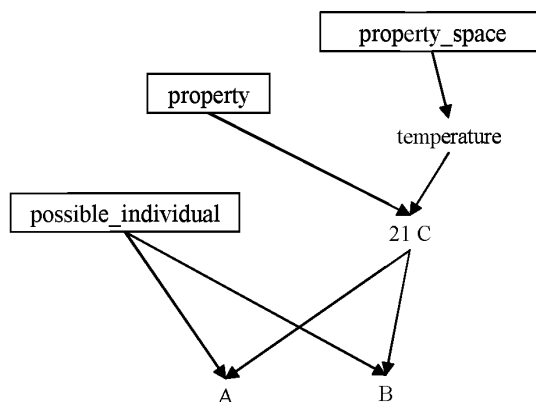 property_space
property
temperature
possible_individual
21 C
A
B